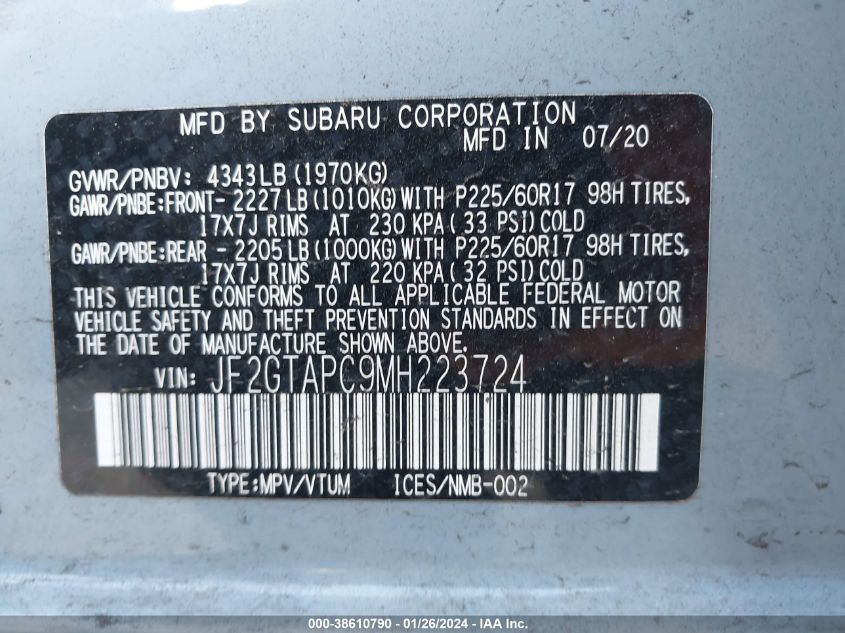 MFD BY SUBARU CORPORATION
MFD IN 07/20
GVWR/PNBV: 4343LB(1970KG)
GAWR/PNBE:FRONT- 2227LB(1010KG)WITH P225/60R17 98H TIRES,
17X7J RIMS AT 230 KPA(33 PSI)COLD
GAWR/PNBE:REAR - 2205LB(1000KG)WITH P225/60R17 98H TIRES,
17X7J RIMS AT 220 KPA(32 PSI)COLD
THIS VEHICLE CONFORMS TO ALL APPLICABLE FEDERAL MOTOR
VEHICLE SAFETY AND THEFT PREVENTION STANDARDS IN EFFECT ON
THE DATE OF MANUFACTURE SHOWN ABOVE.
VIN: JF2GTAPC9MH223724
TYPE:MPV/VTUM ICES/NMB-002
000-38610790 - 01/26/2024 - IAA Inc.